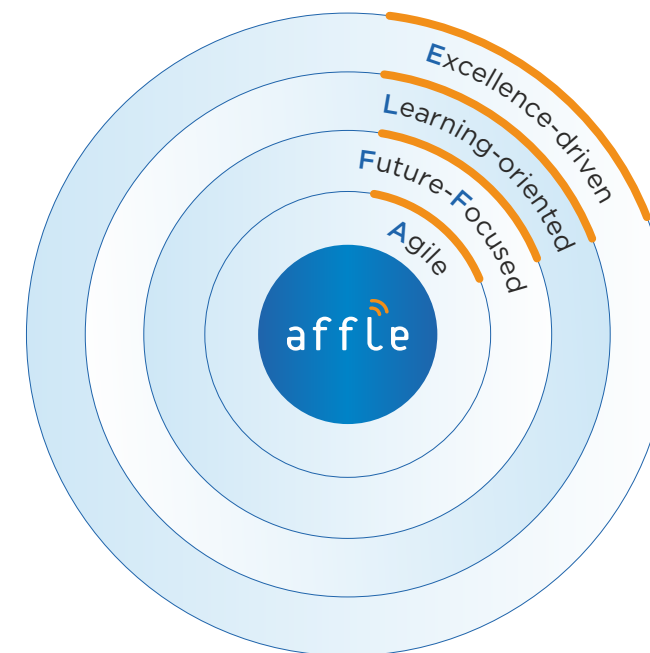 Excellence-driven
Learning-oriented
Future-Focused
Agile
affle